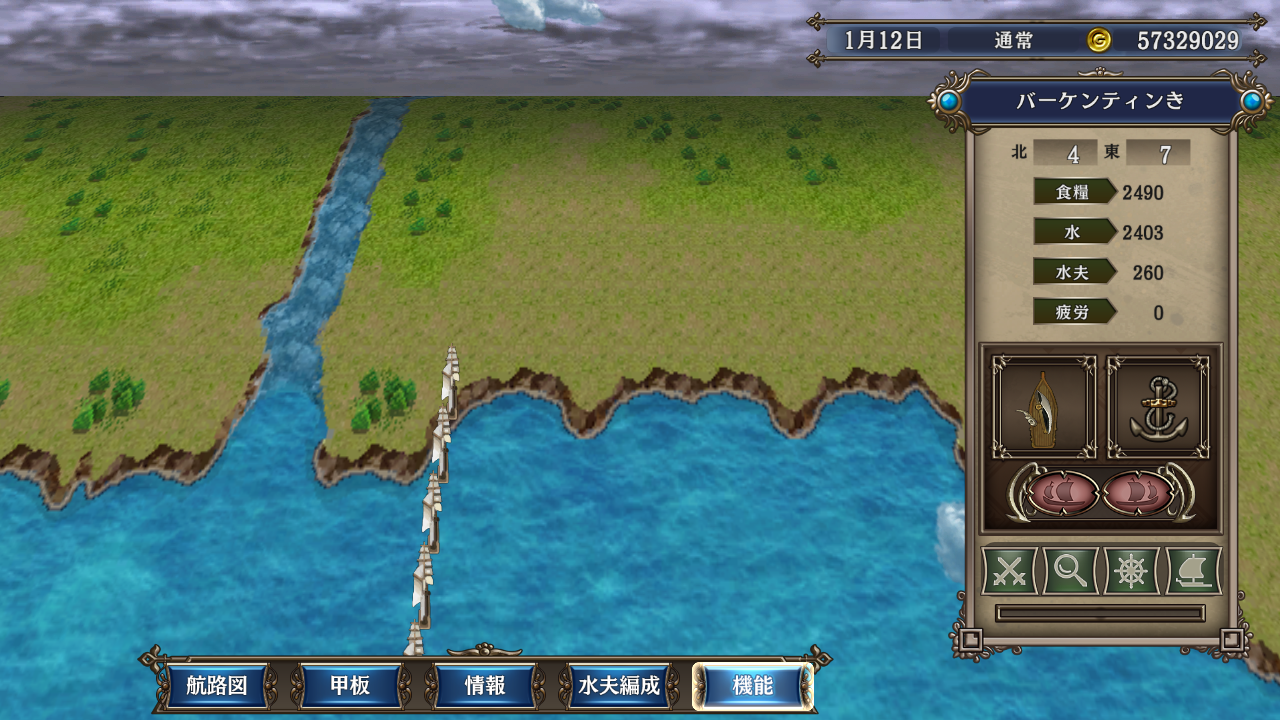 1月12日 通常 G 57329029
バーケンティンき
北 4 東 7
食糧 2490
水 2403
水夫 260
疲労 0
航路図 甲板 情報 水夫編成 機能